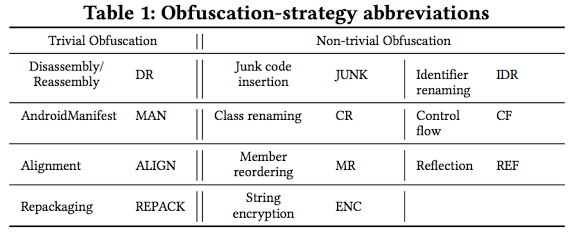 Table 1: Obfuscation-strategy abbreviations
Trivial Obfuscation Non-trivial Obfuscation
Disassembly/
Reassembly DR Junk code
insertion JUNK Identifier
renaming IDR
AndroidManifest MAN Class renaming CR Control
flow CF
Alignment ALIGN Member
reordering MR Reflection REF
Repackaging REPACK String
encryption ENC